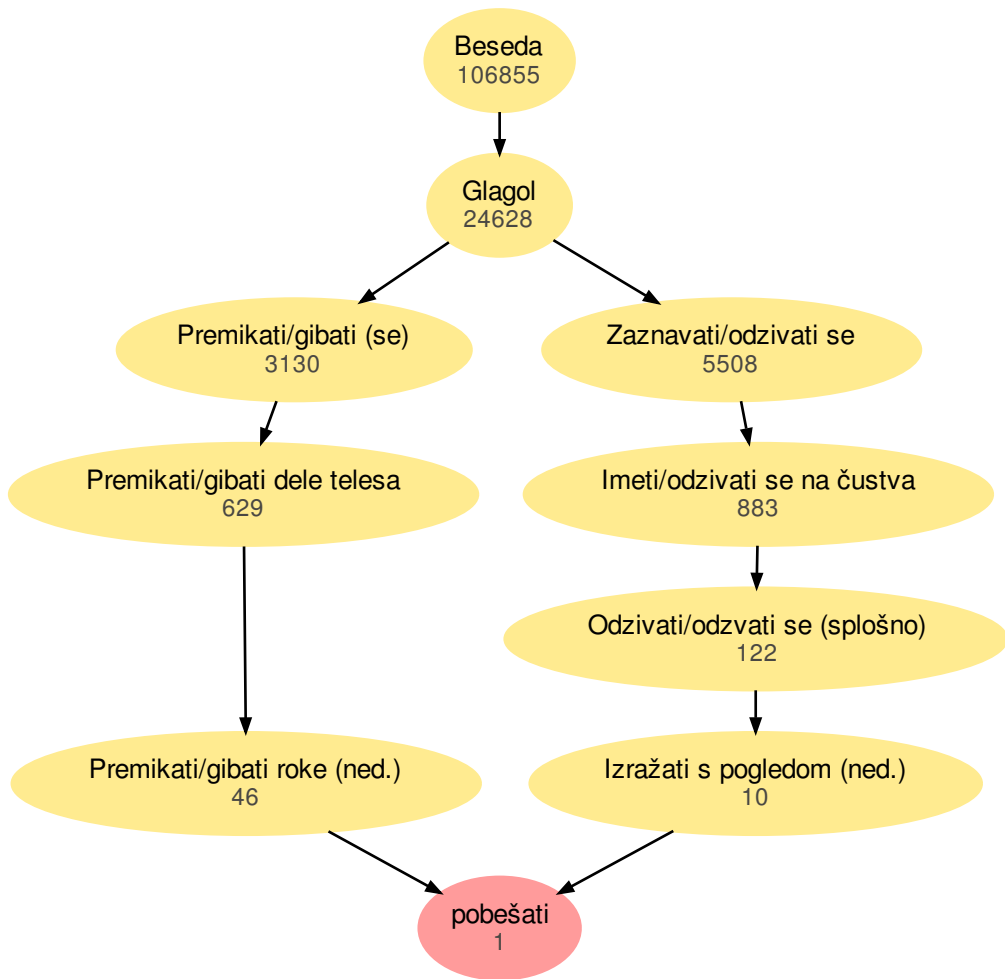 Beseda
106855
Glagol
24628
Premikati/gibati (se)
3130
Zaznavati/odzivati se
5508
Premikati/gibati dele telesa
629
Imeti/odzivati se na čustva
883
Odzivati/odzvati se (splošno)
122
Premikati/gibati roke (ned.)
46
Izražati s pogledom (ned.)
10
pobešati
1